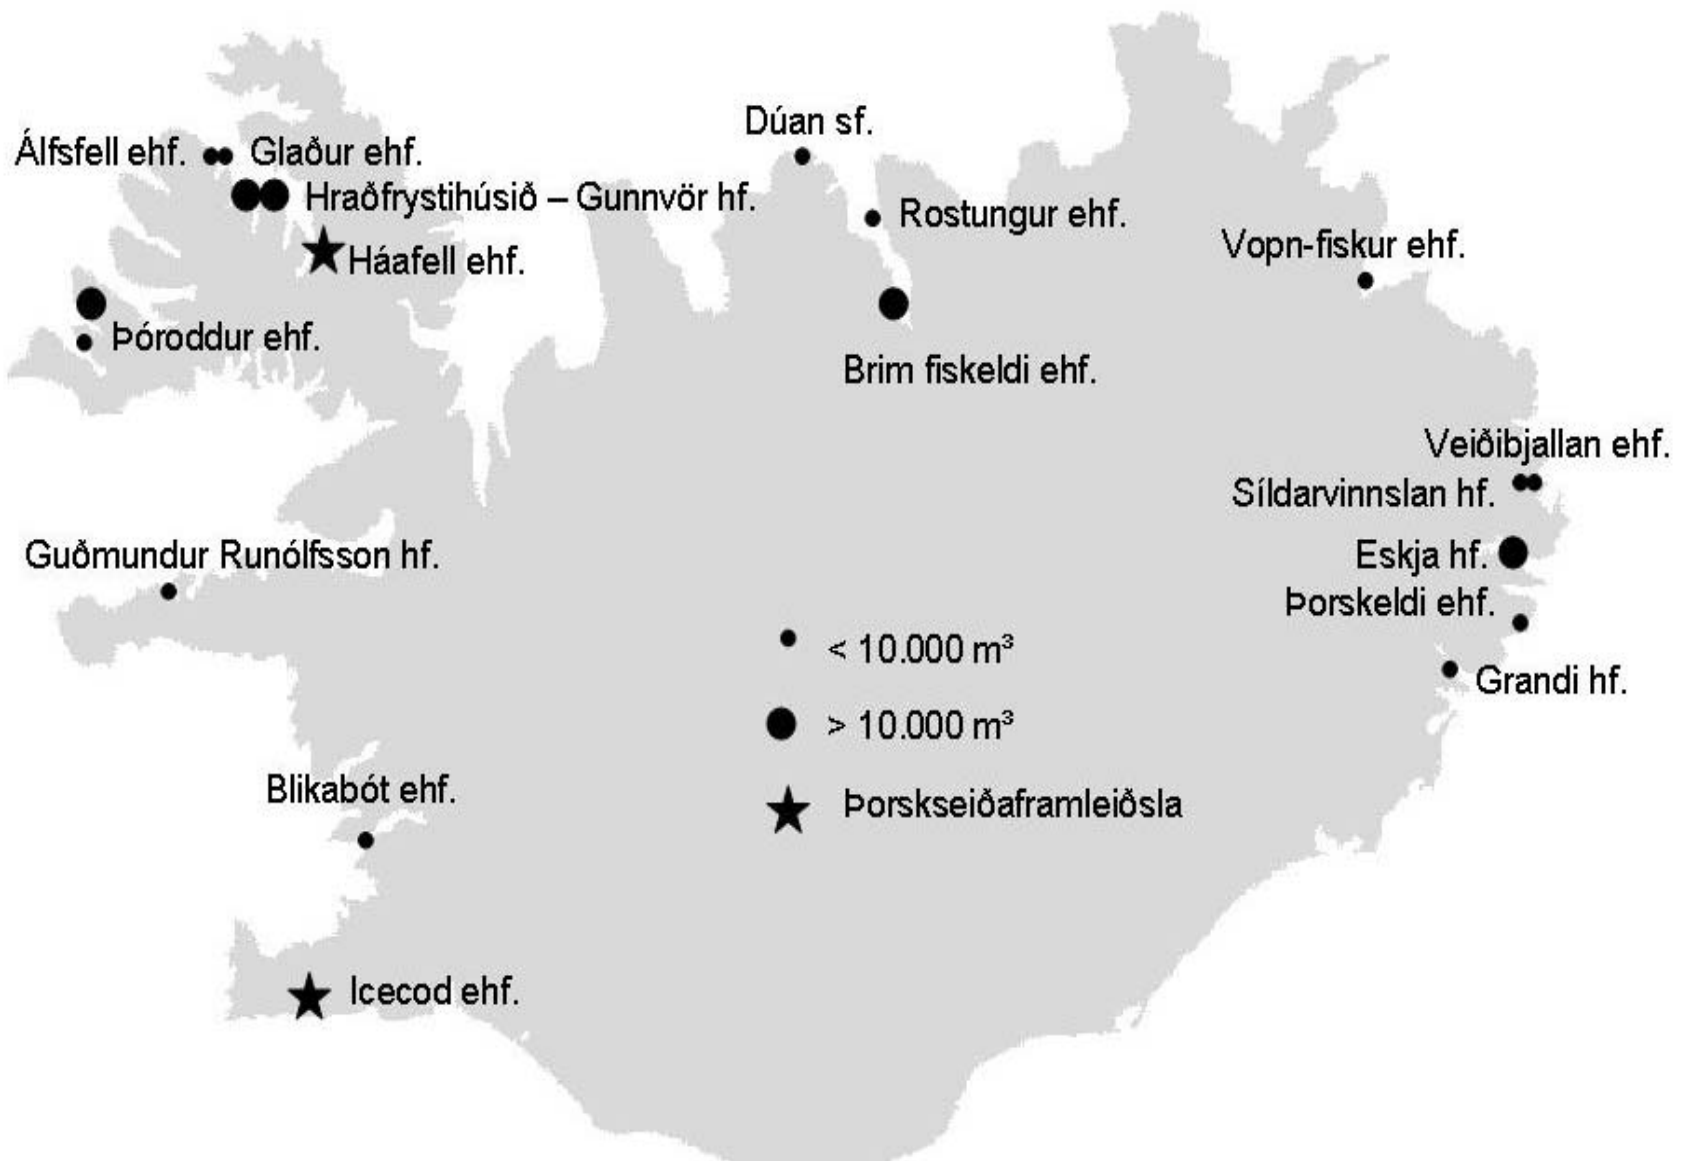 Dúan sf.
Álfsfell ehf.
Glaður ehf.
Hraðfrystihúsið – Gunnvör hf.
Rostungur ehf.
Vopn-fiskur ehf.
Háafell ehf.
Þóroddur ehf.
Brim fiskeldi ehf.
Veiðibjallan ehf.
Síldarvinnslan hf.
Guðmundur Runólfsson hf.
Eskja hf.
Þorskeldi ehf.
< 10.000 m³
Grandi hf.
> 10.000 m³
Blikabót ehf.
Þorskseiðaframleiðsla
Icecod ehf.